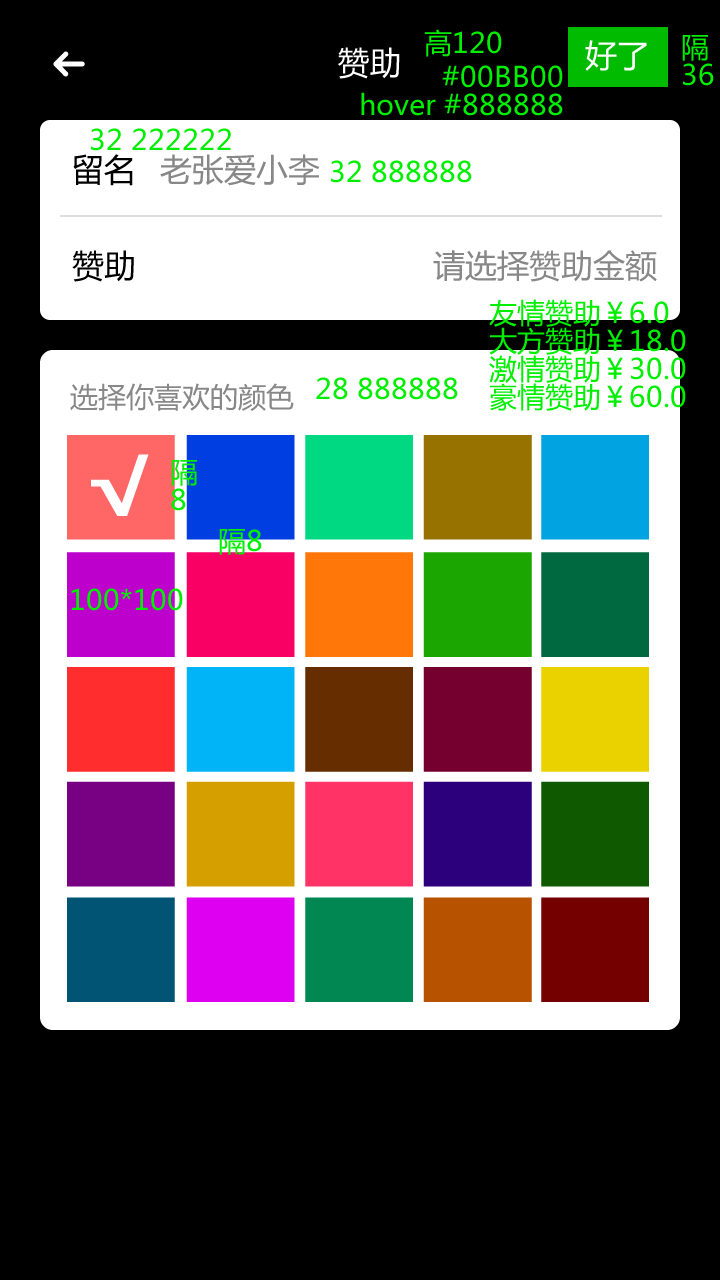 赞助
高120
#00BB00
hover #888888
好了
隔
36
32 222222
留名
老张爱小李
32 888888
赞助
请选择赞助金额
友情赞助￥6.0
大方赞助￥18.0
激情赞助￥30.0
豪情赞助￥60.0
选择你喜欢的颜色
28 888888
√
隔
8
隔8
100*100